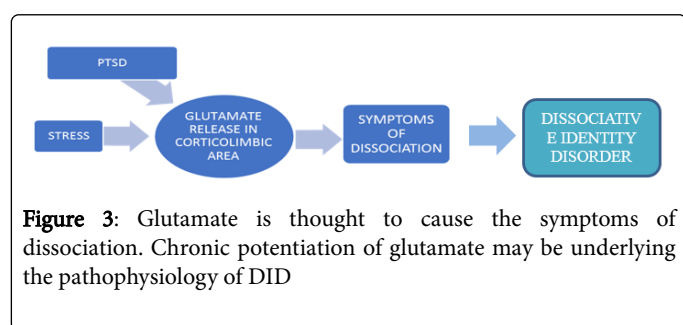 PTSD
STRESS
GLUTAMATE
RELEASE IN
CORTICOLIMBIC
AREA
SYMPTOMS
OF
DISSOCIATION
DISSOCIATIV
E IDENTITY
DISORDER
Figure 3: Glutamate is thought to cause the symptoms of
dissociation. Chronic potentiation of glutamate may be underlying
the pathophysiology of DID